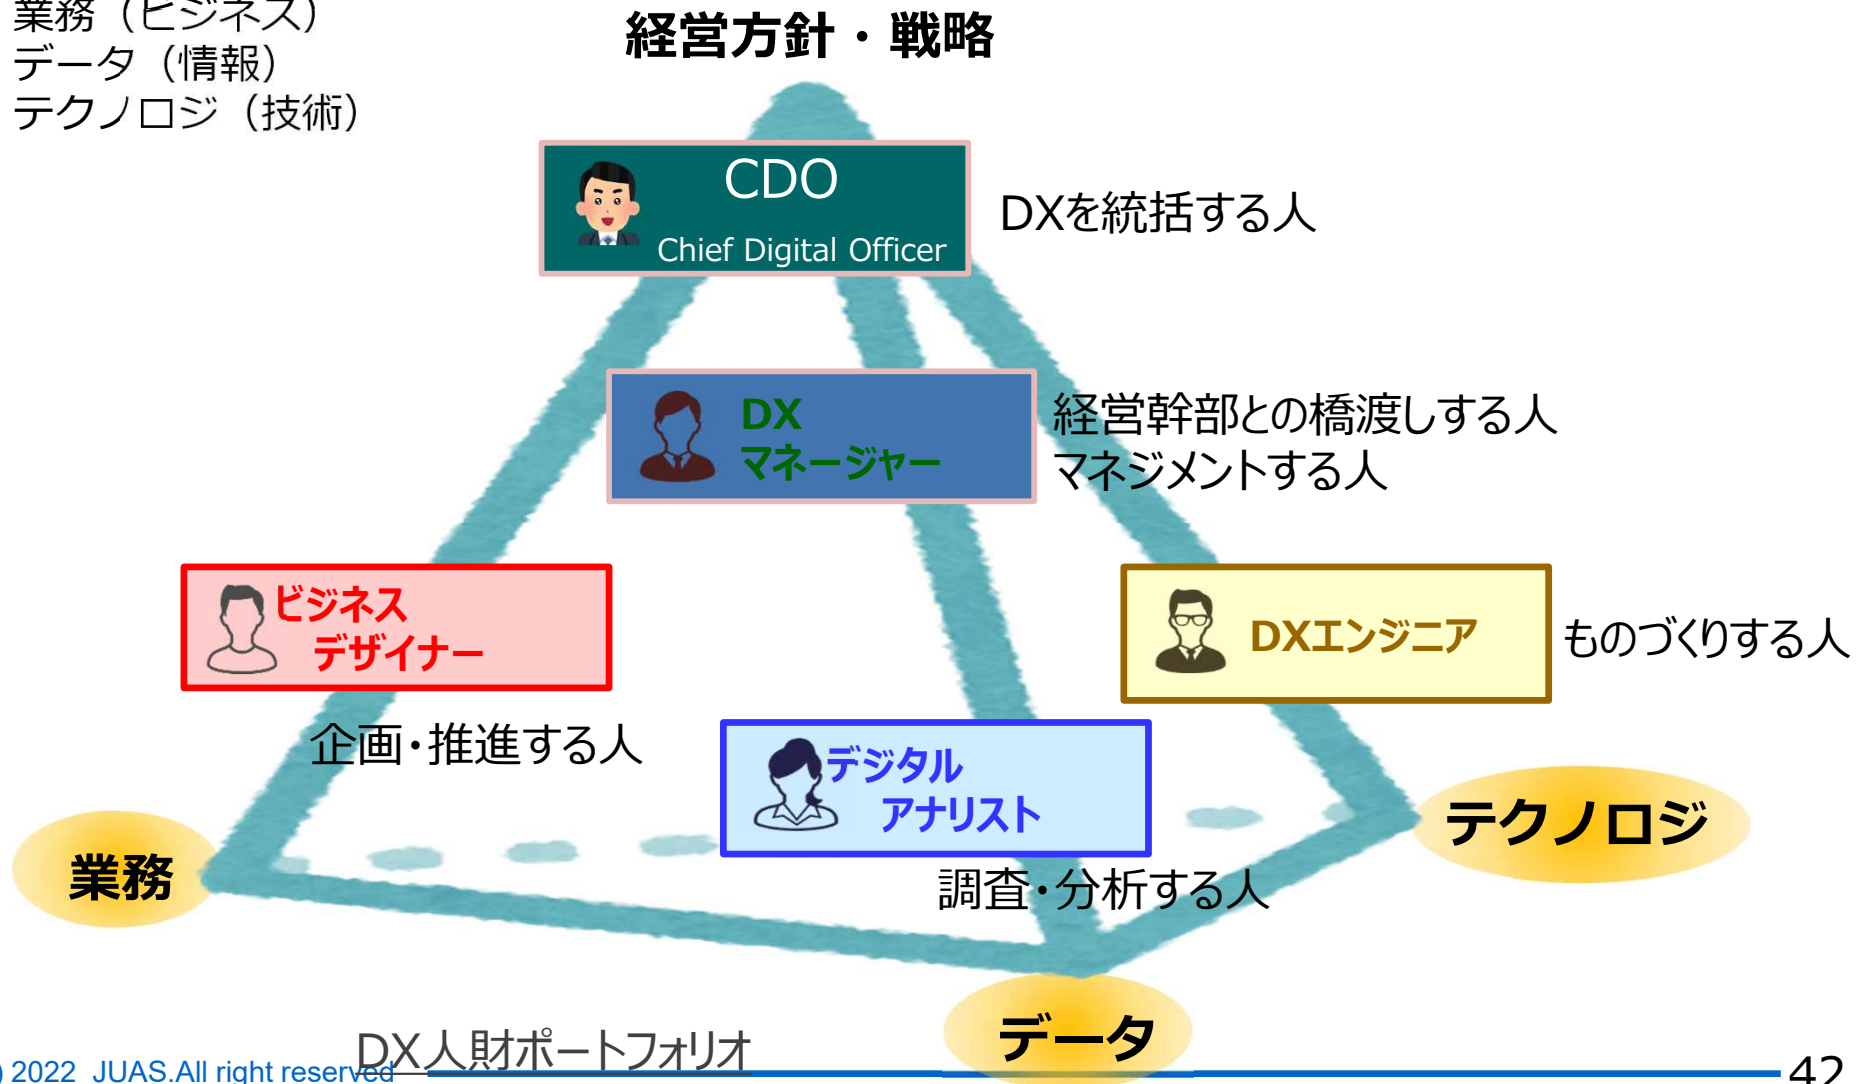 業務（ビジネス）
データ（情報）
テクノロジ（技術）
経営方針・戦略
CDO
Chief Digital Officer
DXを統括する人
DX
マネージャー
経営幹部との橋渡しする人
マネジメントする人
ビジネス
デザイナー
企画・推進する人
DXエンジニア
ものづくりする人
デジタル
アナリスト
調査・分析する人
業務
テクノロジ
データ
DX人財ポートフォリオ
) 2022 JUAS.All right reserved
42